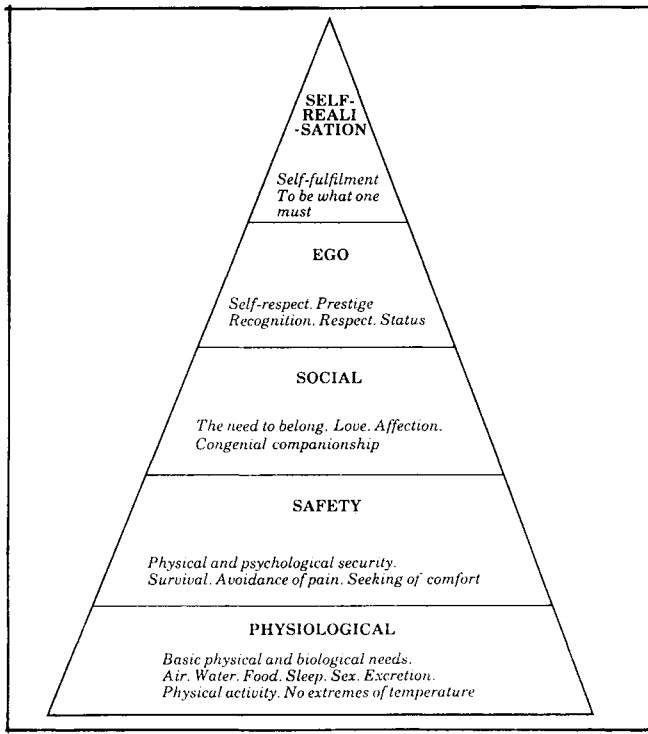 SELF-
REALI
-SATION
Self-fulfilment
To be what one
must
EGO
Self-respect. Prestige
Recognition. Respect. Status
SOCIAL
The need to belong. Love. Affection.
Congenial companionship
SAFETY
Physical and psychological security.
Survival. Avoidance of pain. Seeking of comfort
PHYSIOLOGICAL
Basic physical and biological needs.
Air. Water. Food. Sleep. Sex. Excretion.
Physical activity. No extremes of temperature